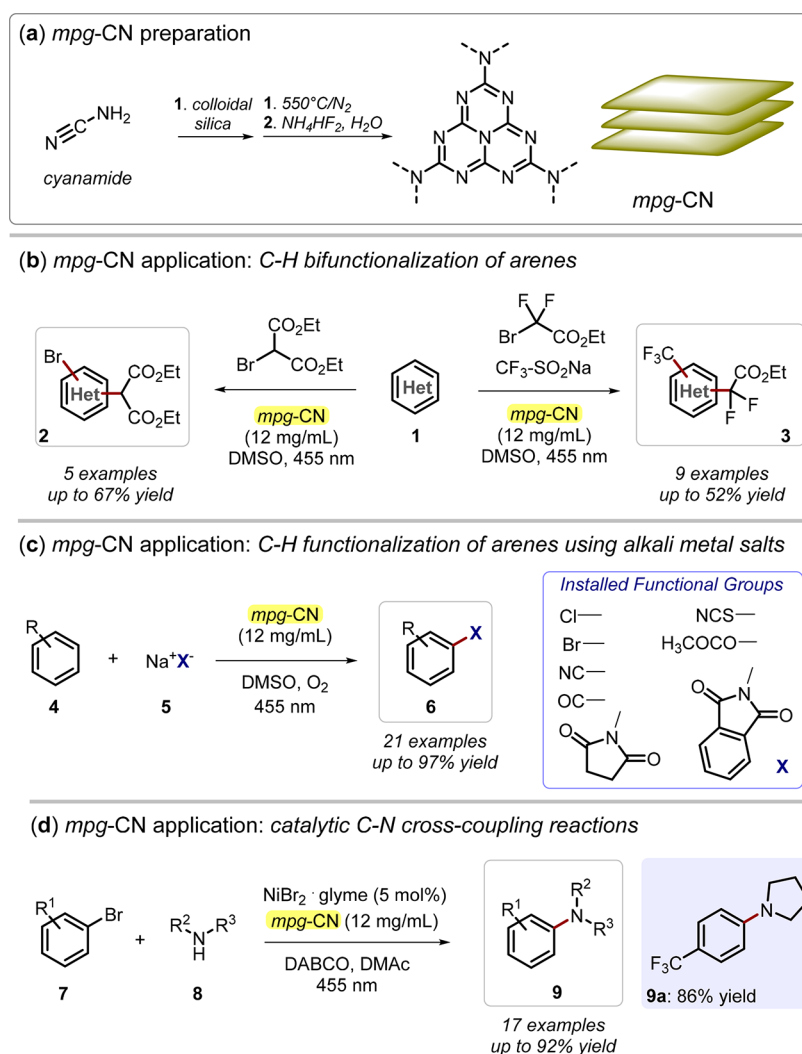 (a) mpg-CN preparation
N
NH2
C
cyanamide
1. colloidal
silica
1. 550°C/N2
2. NH4HF2, H2O
N
N N
N N N
N N N
N N
mpg-CN
(b) mpg-CN application: C-H bifunctionalization of arenes
Br
Het
CO2Et
CO2Et
2
5 examples
up to 67% yield
CO2Et
Br CO2Et
mpg-CN
(12 mg/mL)
DMSO, 455 nm
Het
1
F F
Br CO2Et
CF3-SO2Na
mpg-CN
(12 mg/mL)
DMSO, 455 nm
F3C
Het
CO2Et
F
F
3
9 examples
up to 52% yield
(c) mpg-CN application: C-H functionalization of arenes using alkali metal salts
R
4
+
Na+X-
5
mpg-CN
(12 mg/mL)
DMSO, O2
455 nm
R X
6
21 examples
up to 97% yield
Installed Functional Groups
Cl—
Br—
NC—
OC—
O N O
NCS—
H3COCO—
O N O
X
(d) mpg-CN application: catalytic C-N cross-coupling reactions
R1
Br
7
+
R2 N R3
H
8
NiBr2 · glyme (5 mol%)
mpg-CN (12 mg/mL)
DABCO, DMAc
455 nm
R1
R2
N
R3
9
17 examples
up to 92% yield
N
F3C
9a: 86% yield